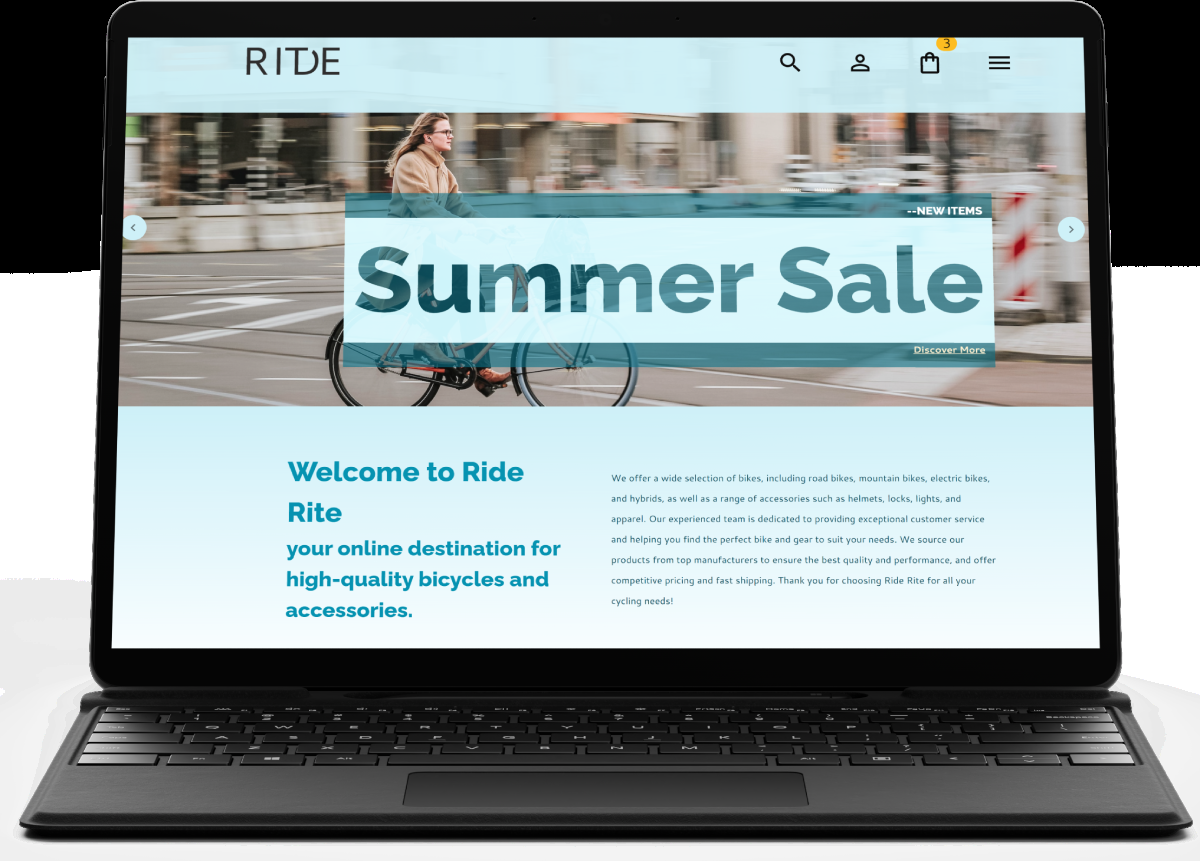 RIDE
3
--NEW ITEMS
Summer Sale
Discover More
Welcome to Ride
Rite
your online destination for
high-quality bicycles and
accessories.
We offer a wide selection of bikes, including road bikes, mountain bikes, electric bikes,
and hybrids, as well as a range of accessories such as helmets, locks, lights, and
apparel. Our experienced team is dedicated to providing exceptional customer service
and helping you find the perfect bike and gear to suit your needs. We source our
products from top manufacturers to ensure the best quality and performance, and offer
competitive pricing and fast shipping. Thank you for choosing Ride Rite for all your
cycling needs!
Q W E R T Y U I O P
A S D F G H J K L
Z X C V B N M
Fn Alt Alt